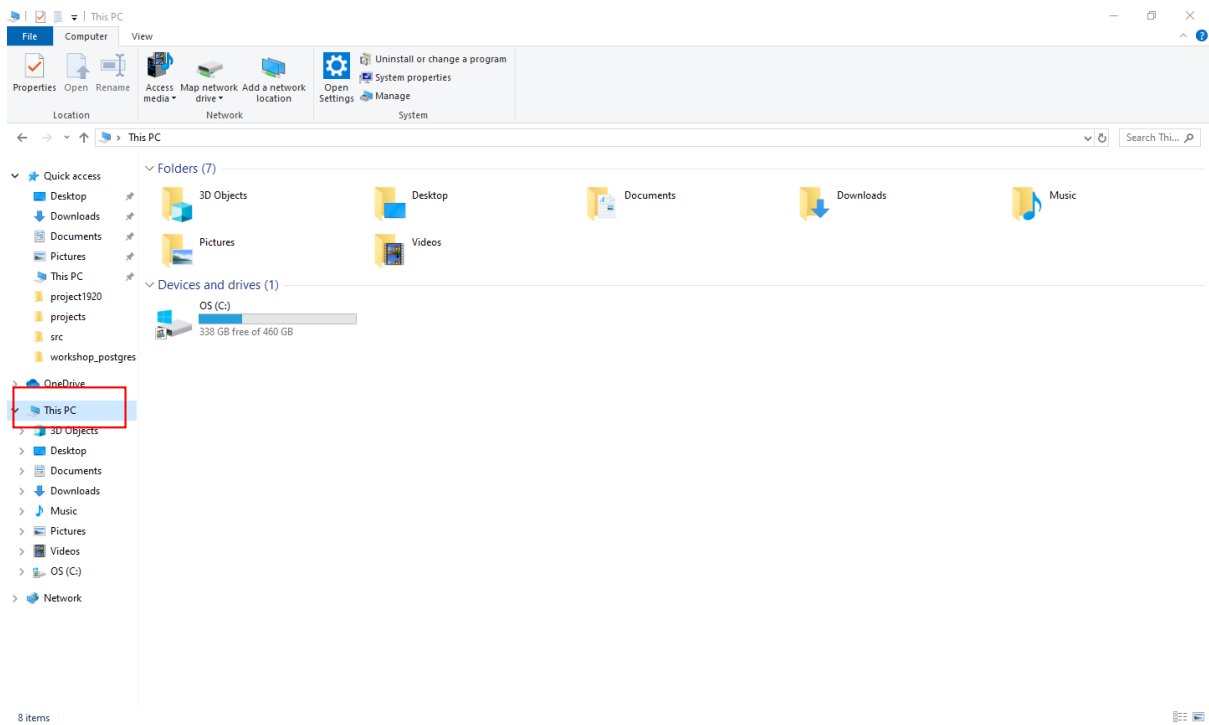 This PC
File Computer View
Properties Open Rename Access media Map network drive Add a network location Open Settings Uninstall or change a program
System properties
Manage
Location Network System
This PC Search Thi...
Quick access
Desktop
Downloads
Documents
Pictures
This PC
project1920
projects
src
workshop_postgres
OneDrive
This PC
3D Objects
Desktop
Documents
Downloads
Music
Pictures
Videos
OS (C:)
Network
Folders (7)
3D Objects Desktop Documents Downloads Music
Pictures Videos
Devices and drives (1)
OS (C:)
338 GB free of 460 GB
8 items